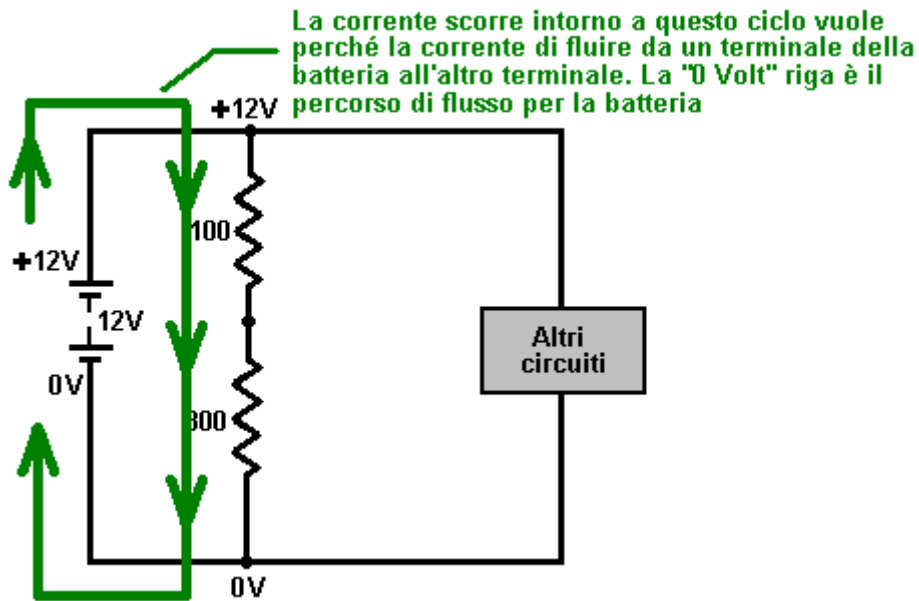 La corrente scorre intorno a questo ciclo vuole
perché la corrente di fluire da un terminale della
batteria all'altro terminale. La "0 Volt" riga è il
percorso di flusso per la batteria
+12V
100
+12V
12V
Altri
circuiti
0V
300
0V